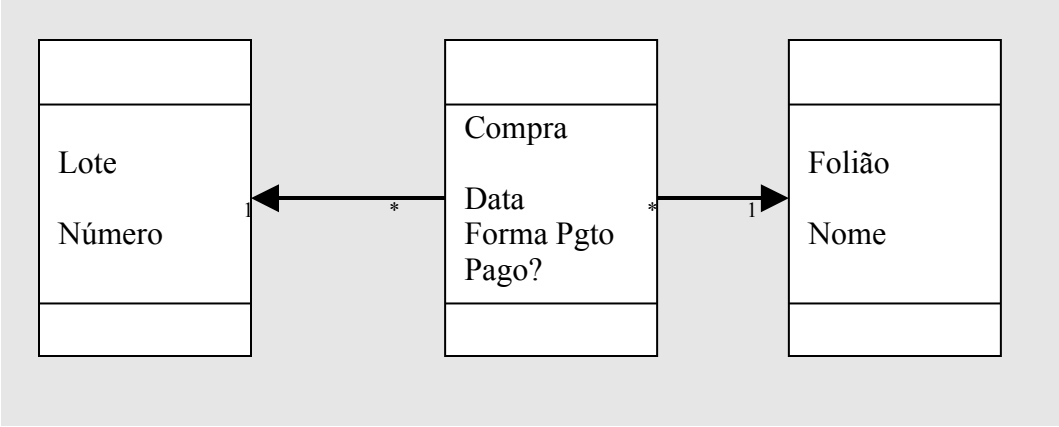 Lote
Número
1
*
Compra
Data
Forma Pgto
Pago?
*
1
Folião
Nome